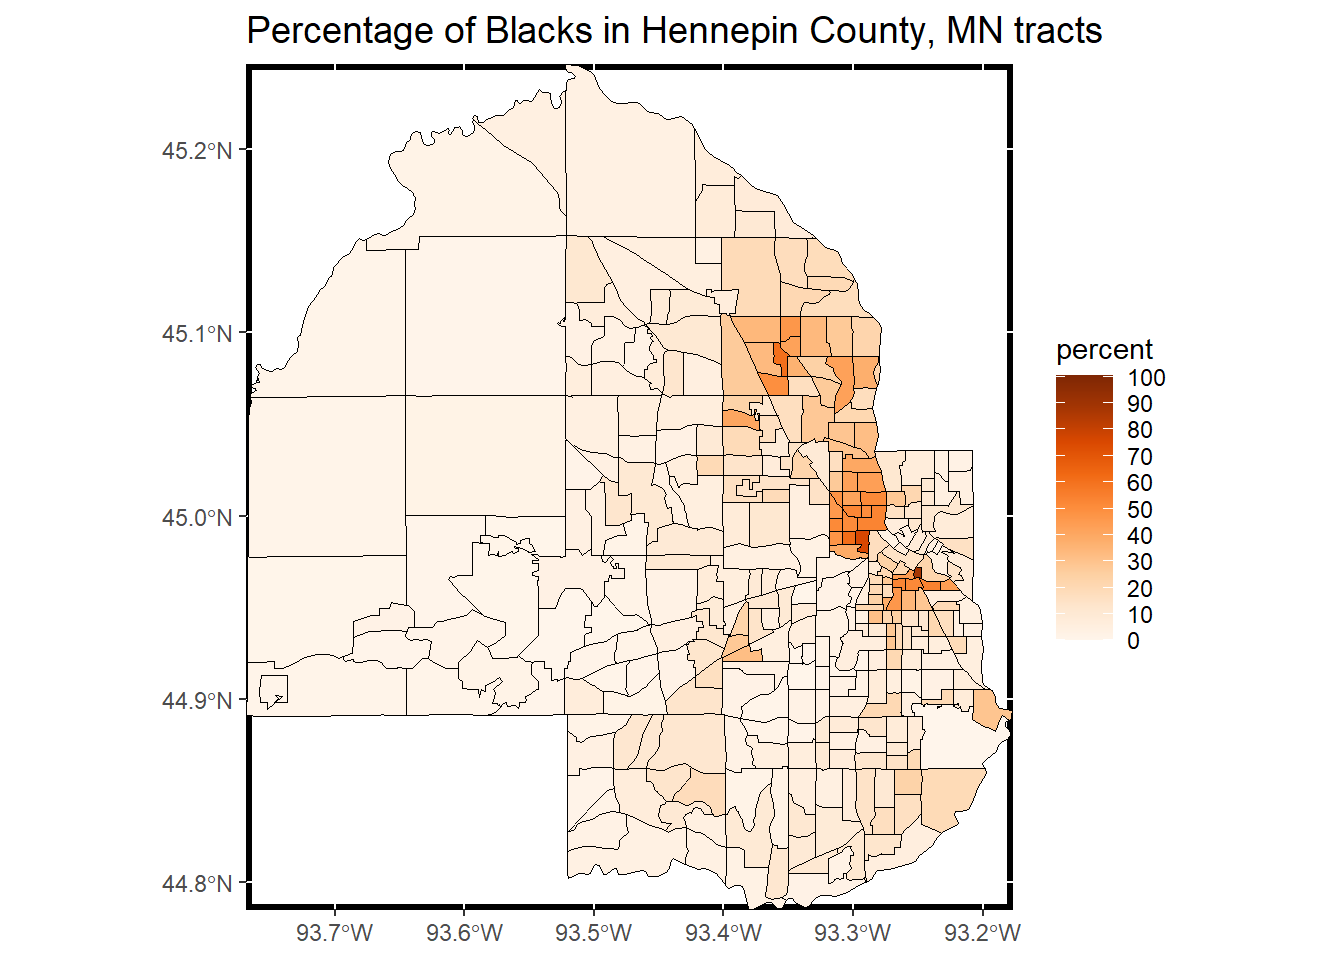 Percentage of Blacks in Hennepin County, MN tracts
45.2°N
45.1°N
45.0°N
44.9°N
44.8°N
93.7°W 93.6°W 93.5°W 93.4°W 93.3°W 93.2°W
percent
100
90
80
70
60
50
40
30
20
10
0